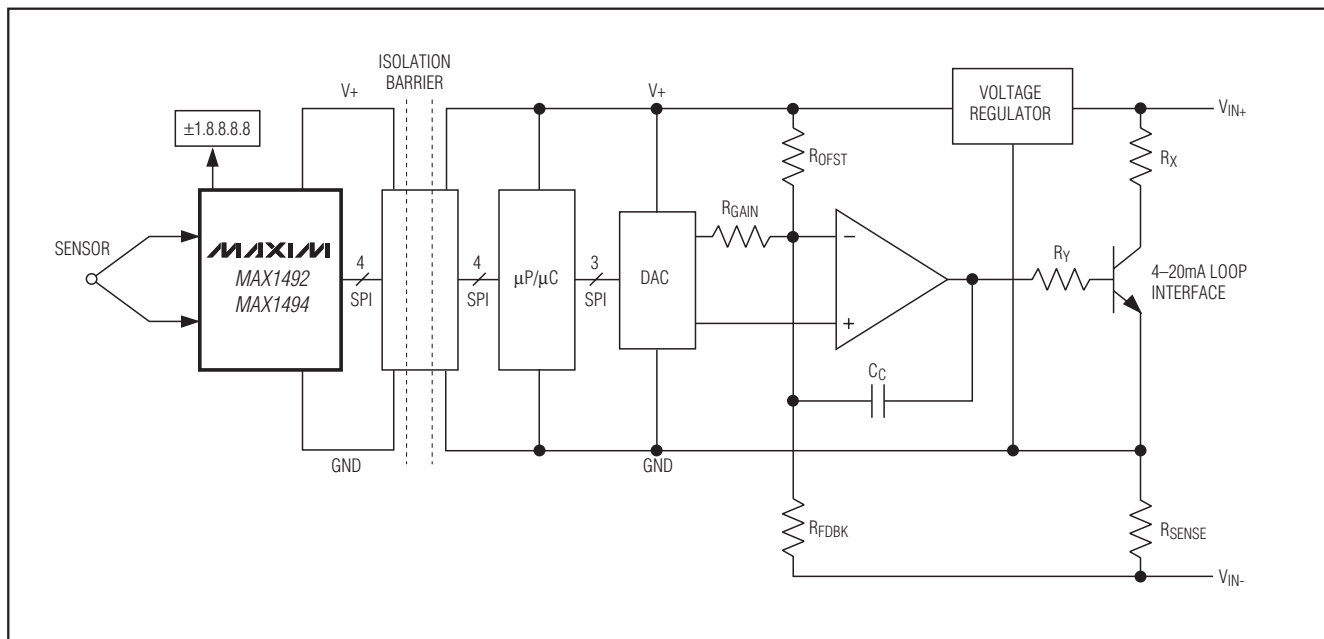 ISOLATION
BARRIER
V+
V+
VOLTAGE
REGULATOR
VIN+
±1.8.8.8.8
ROFST
RX
RGAIN
SENSOR
MAXIM
MAX1492
MAX1494
4
SPI
4
SPI
μP/μC
3
SPI
DAC
−
+
RY
4–20mA LOOP
INTERFACE
CC
GND
GND
RFDBK
RSENSE
VIN-